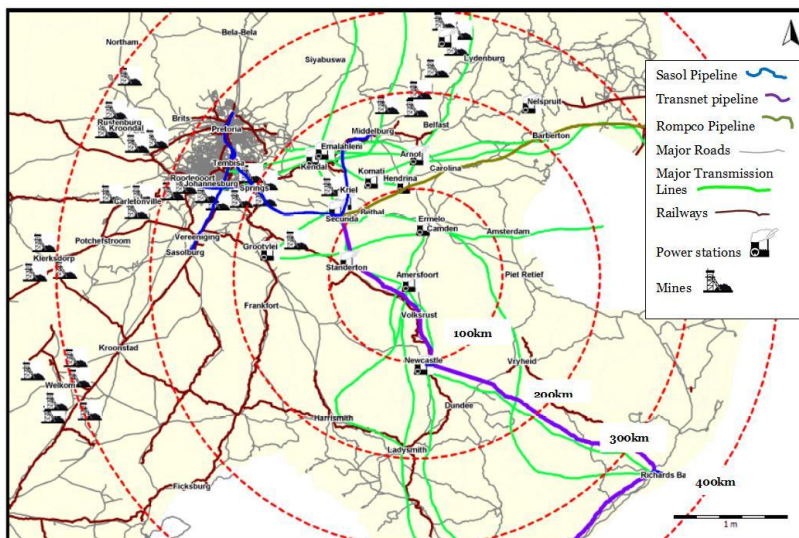 Bela-Bela
Northam
Siyabuswa
Lydenburg
Nelspruit
Rustenburg
Kroondal
Brits
Pretoria
Middelburg
Belfast
Barberton
Emalahleni
Tembisa
Kendal
Arnot
Carolina
Komati
Hendrina
Roodepoort
Johannesburg
Springs
Kriel
Carletonville
Secunda
Bethal
Ermelo
Camden
Amsterdam
Potchefstroom
Vereeniging
Sasolburg
Grootvlei
Klerksdorp
Standerton
Amersfoort
Piet Retief
Frankfort
Volksrust
100km
Kroonstad
Newcastle
Vryheid
Welkom
200km
Dundee
Harrismith
300km
Ladysmith
Richards Ba
400km
Ficksburg
1 m
Sasol Pipeline
Transnet pipeline
Rompco Pipeline
Major Roads
Major Transmission
Lines
Railways
Power stations
Mines